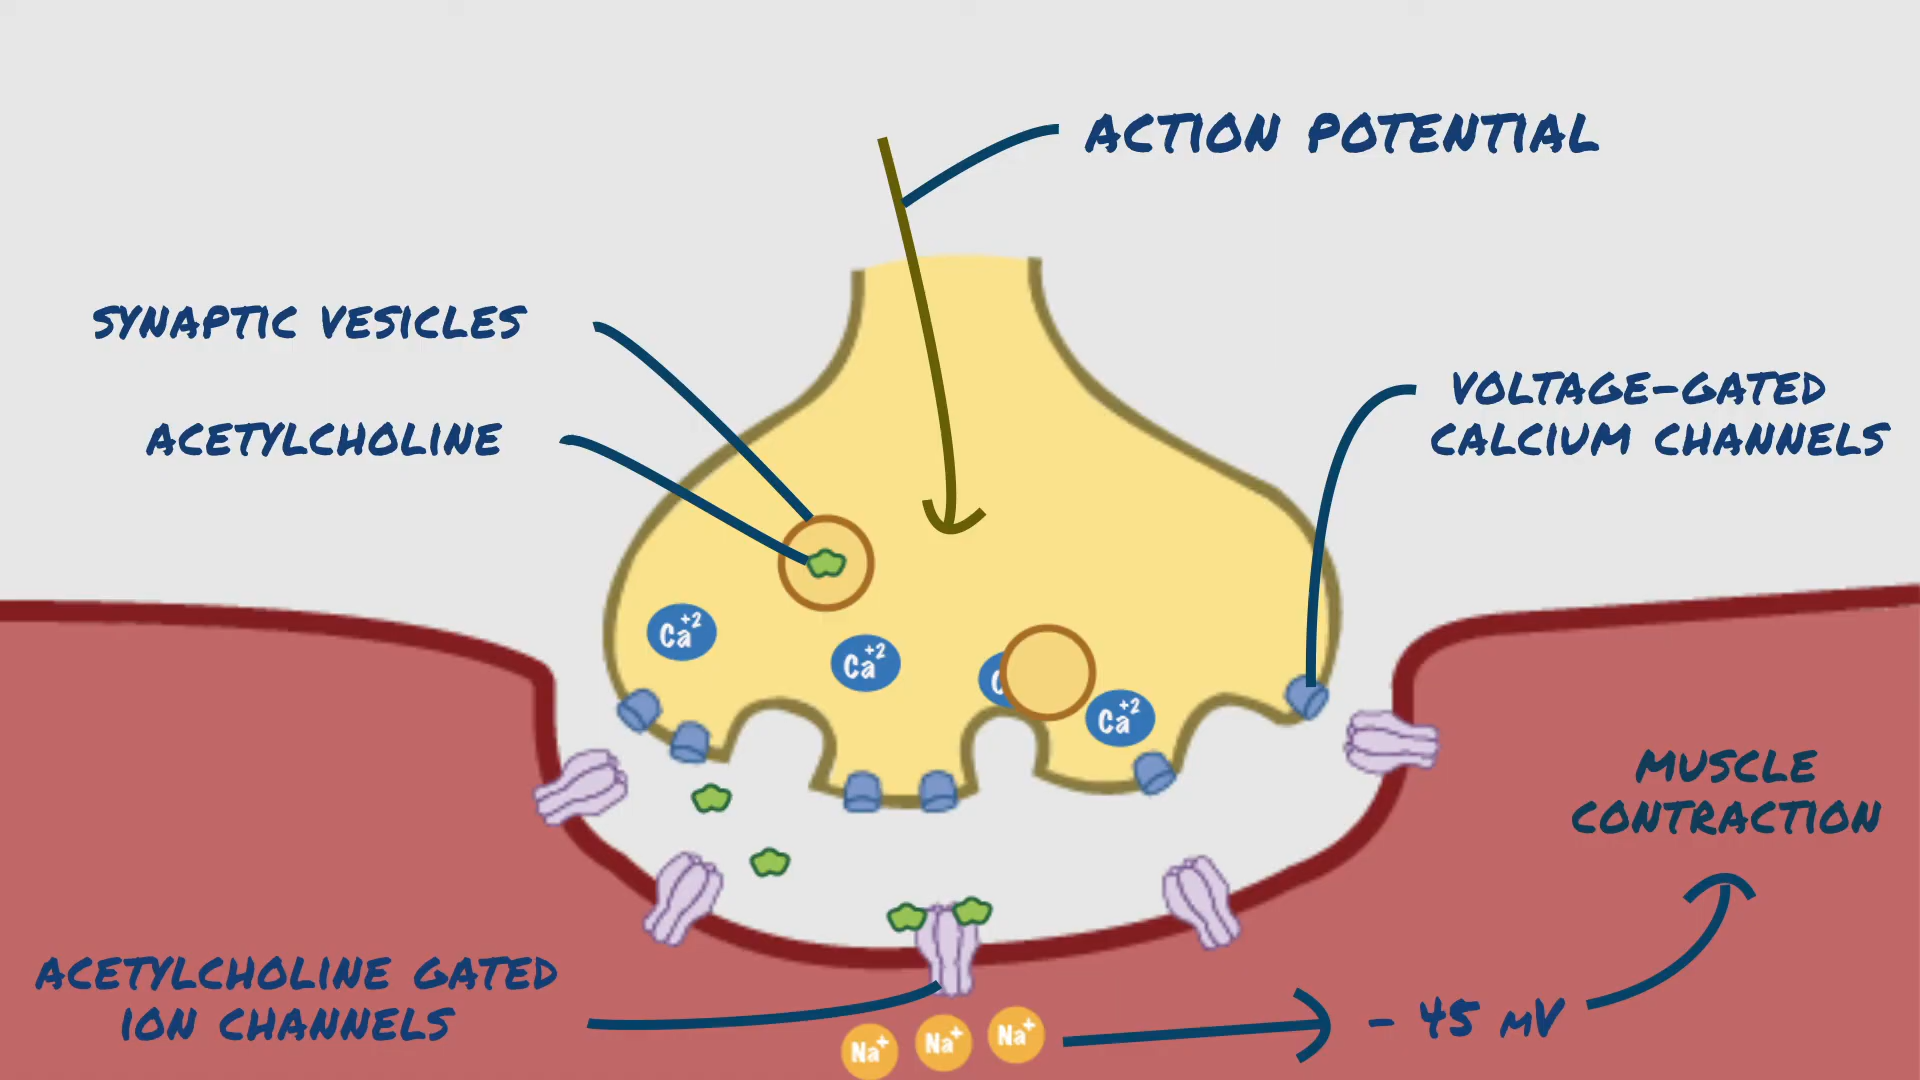 ACTION POTENTIAL
SYNAPTIC VESICLES
ACETYLCHOLINE
VOLTAGE-GATED
CALCIUM CHANNELS
Ca+2
Ca+2
C
Ca+2
MUSCLE
CONTRACTION
ACETYLCHOLINE GATED
ION CHANNELS
Na+
Na+
Na+
- 45 mV